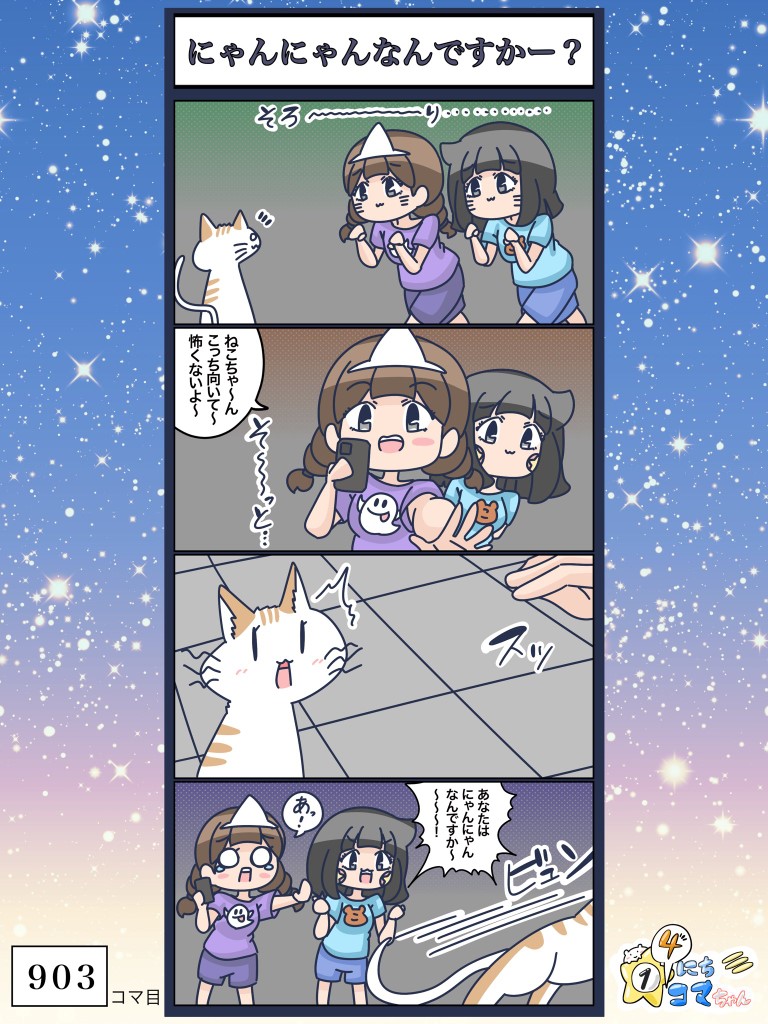 にゃんにゃんなんですかー？
そろ〜〜〜り………
ねこちゃ〜ん
こっち向いて〜
怖くないよ〜
そ〜〜〜っと…
スッ
あっ！
あなたは
にゃんにゃん
なんですか〜
〜〜〜！
ビュン
903
コマ目
1
にち
4
コマ
ちゃん